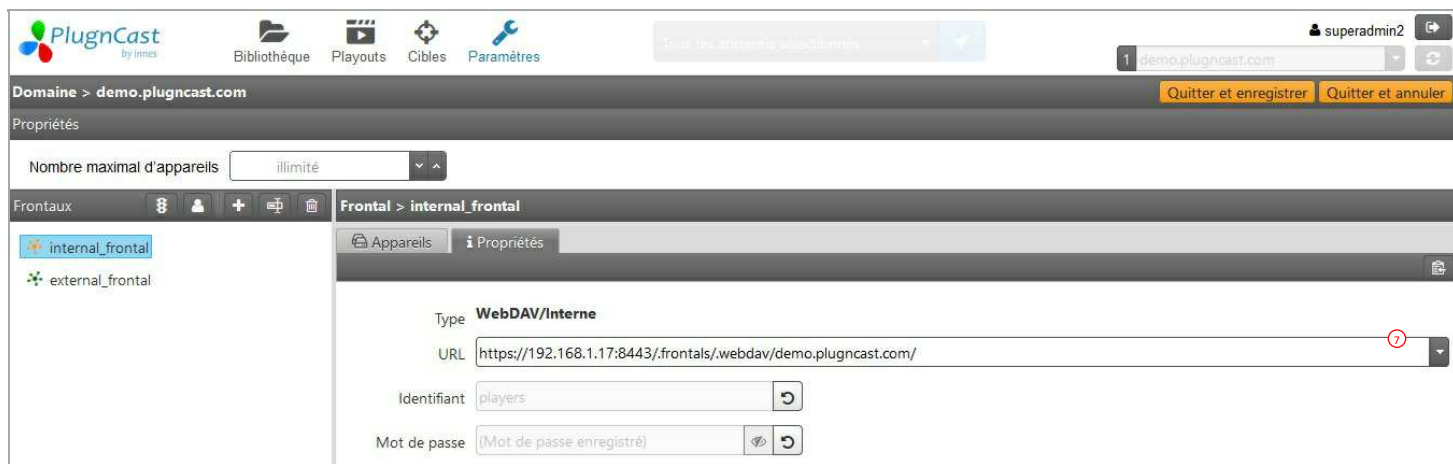 PlugnCast
by innes
Bibliothèque
Playouts
Cibles
Paramètres
Tous les appareils sélectionnés
superadmin2
1 demo.plugncast.com
Domaine > demo.plugncast.com
Quitter et enregistrer
Quitter et annuler
Propriétés
Nombre maximal d'appareils illimité
Frontaux
Frontal > internal_frontal
internal_frontal
external_frontal
Appareils
Propriétés
Type WebDAV/Interne
URL https://192.168.1.17:8443/.frontals/.webdav/demo.plugncast.com/
7
Identifiant players
Mot de passe (Mot de passe enregistré)